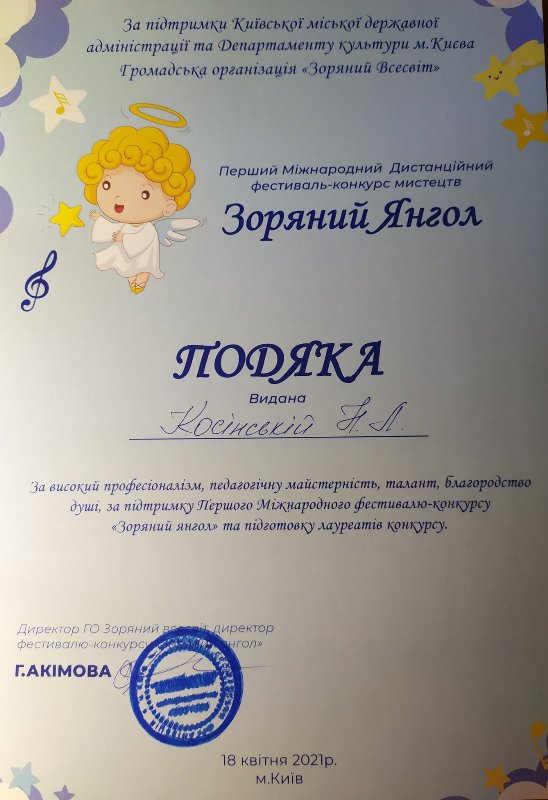 За підтримки Київської міської державної
адміністрації та Департаменту культури м.Києва
Громадська організація «Зоряний Всесвіт»
Перший Міжнародний Дистанційний
фестиваль-конкурс мистецтв
Зоряний Янгол
ПОДЯКА
Видана
Косінській Н. Л.
За високий професіоналізм, педагогічну майстерність, талант, благородство
душі, за підтримку Першого Міжнародного фестивалю-конкурсу
«Зоряний янгол» та підготовку лауреатів конкурсу.
Директор ГО Зоряний всесвіт, директор
фестивалю-конкурсу янгол»
Г.АКІМОВА
18 квітня 2021р.
м.Київ